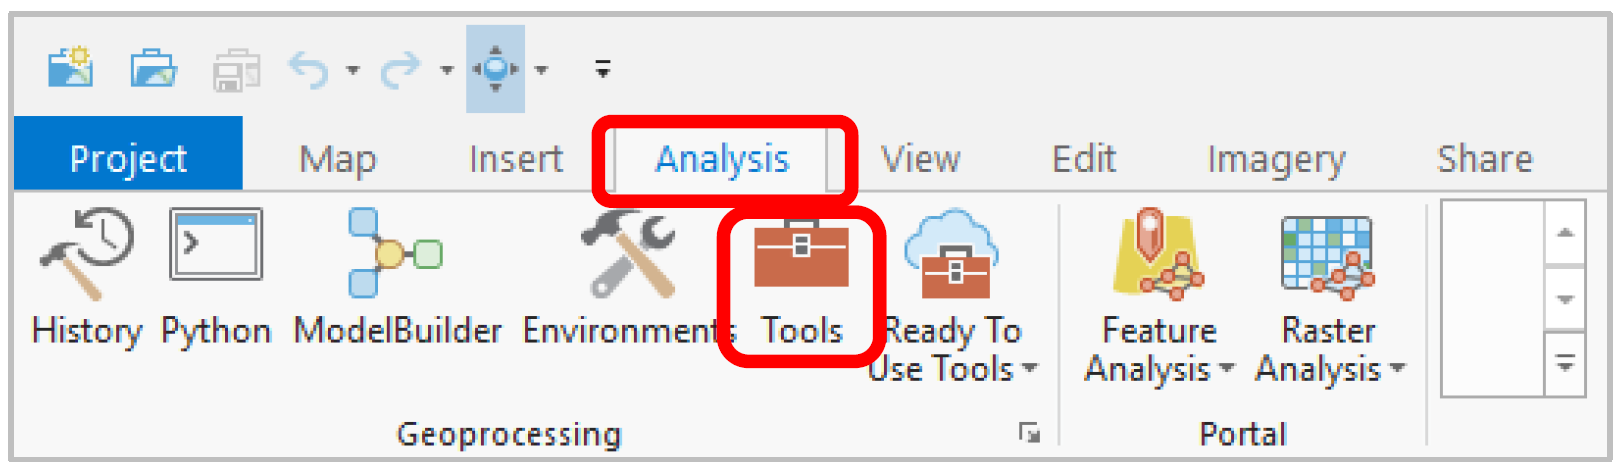 Project Map Insert Analysis View Edit Imagery Share
History Python ModelBuilder Environments Tools Ready To Feature Raster
Use Tools Analysis Analysis
Geoprocessing Portal